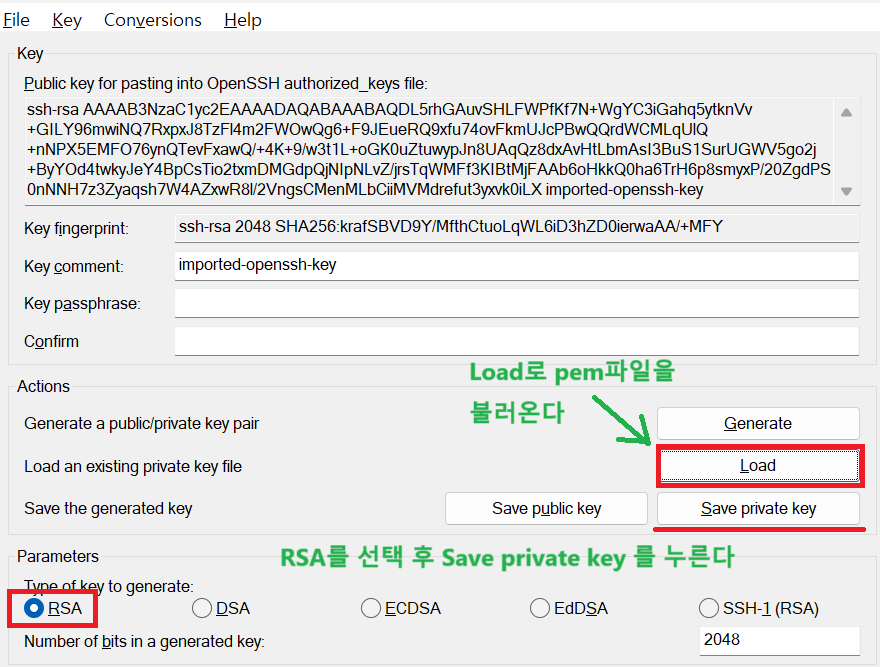 File Key Conversions Help
Key
Public key for pasting into OpenSSH authorized_keys file:
ssh-rsa AAAAB3NzaC1yc2EAAAADAQABAAABAQDL5rhGAuvSHLFWPfKf7N+WgYC3iGahq5ytknVv
+GILY96mwiNQ7RxpxJ8TzFl4m2FWOwQg6+F9JEueRQ9xfu74ovFkmUJcPBwQQrdWCMLqUlQ
+nNPX5EMFO76ynQTevFxawQ/+4K+9/w3t1L+oGK0uZtuwypJn8UAqQz8dxAvHtLbmAsI3BuS1SurUGWV5go2j
+ByYOd4twkyJeY4BpCsTio2txmDMGdpQjNIpNLvZ/jrsTqWMFf3KIBtMjFAAb6oHkkQ0ha6TrH6p8smyxP/20ZgdPS
0nNNH7z3Zyaqsh7W4AZxwR8l/2VngsCMenMLbCiiMVMdrefut3yxvk0iLX imported-openssh-key
Key fingerprint:
ssh-rsa 2048 SHA256:krafSBVD9Y/MfthCtuoLqWL6iD3hZD0ierwaAA/+MFY
Key comment:
imported-openssh-key
Key passphrase:
Confirm
Load로 pem파일을
불러온다
Actions
Generate a public/private key pair
Generate
Load an existing private key file
Load
Save the generated key
Save public key
Save private key
RSA를 선택 후 Save private key 를 누른다
Parameters
Type of key to generate:
RSA DSA ECDSA EdDSA SSH-1 (RSA)
Number of bits in a generated key:
2048